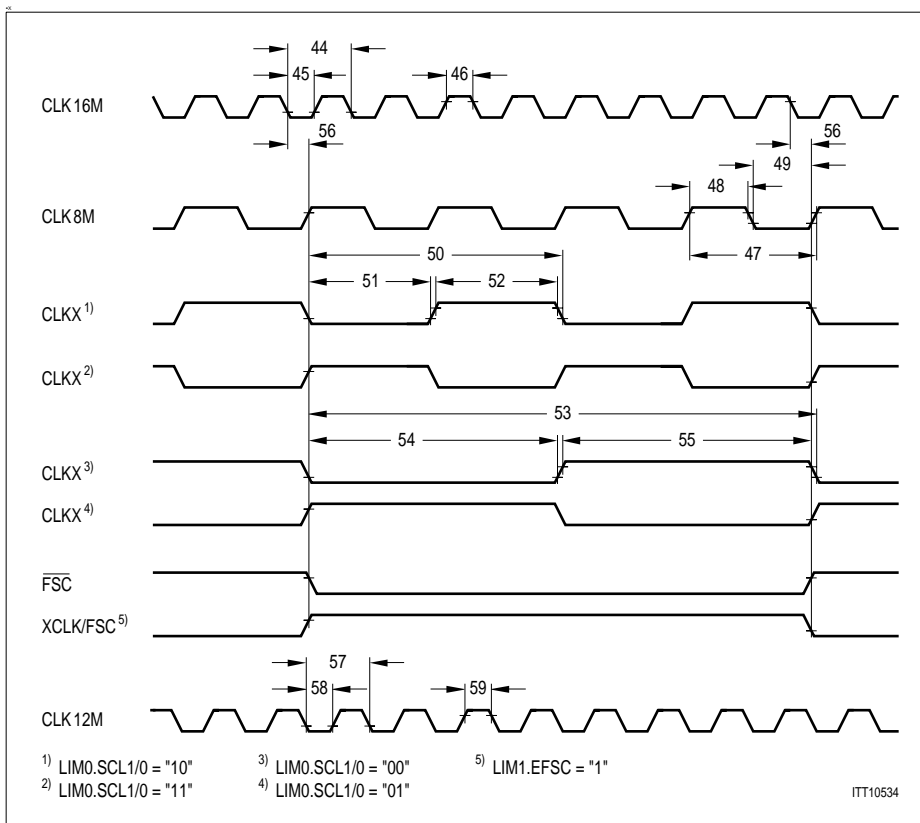 44
45
46
CLK16M
56
56
49
48
CLK8M
50
47
51
52
CLKX 1)
CLKX 2)
53
54
55
CLKX 3)
CLKX 4)
FSC
XCLK/FSC 5)
57
58
59
CLK12M
1) LIM0.SCL1/0 = "10"
3) LIM0.SCL1/0 = "00"
5) LIM1.EFSC = "1"
2) LIM0.SCL1/0 = "11"
4) LIM0.SCL1/0 = "01"
ITT10534